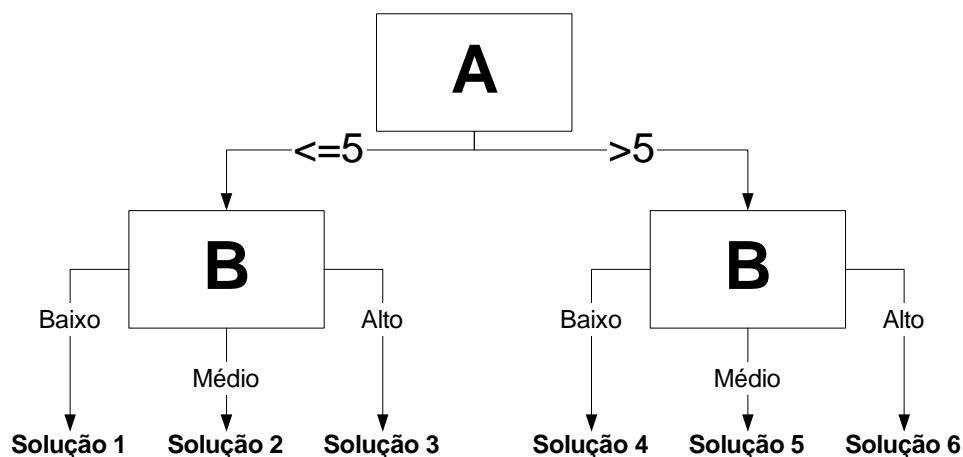 A
<=5 >5
B B
Baixo Alto Baixo Alto
Médio Médio
Solução 1 Solução 2 Solução 3 Solução 4 Solução 5 Solução 6